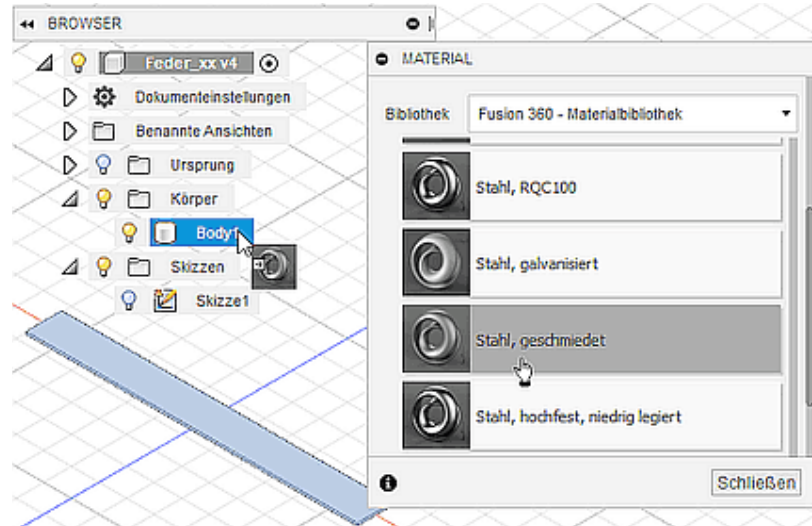 BROWSER
Feder_xx v4
Dokumenteinstellungen
Benannte Ansichten
Ursprung
Körper
Body1
Skizzen
Skizze1
MATERIAL
Bibliothek Fusion 360 - Materialbibliothek
Stahl, RQC100
Stahl, galvanisiert
Stahl, geschmiedet
Stahl, hochfest, niedrig legiert
Schließen